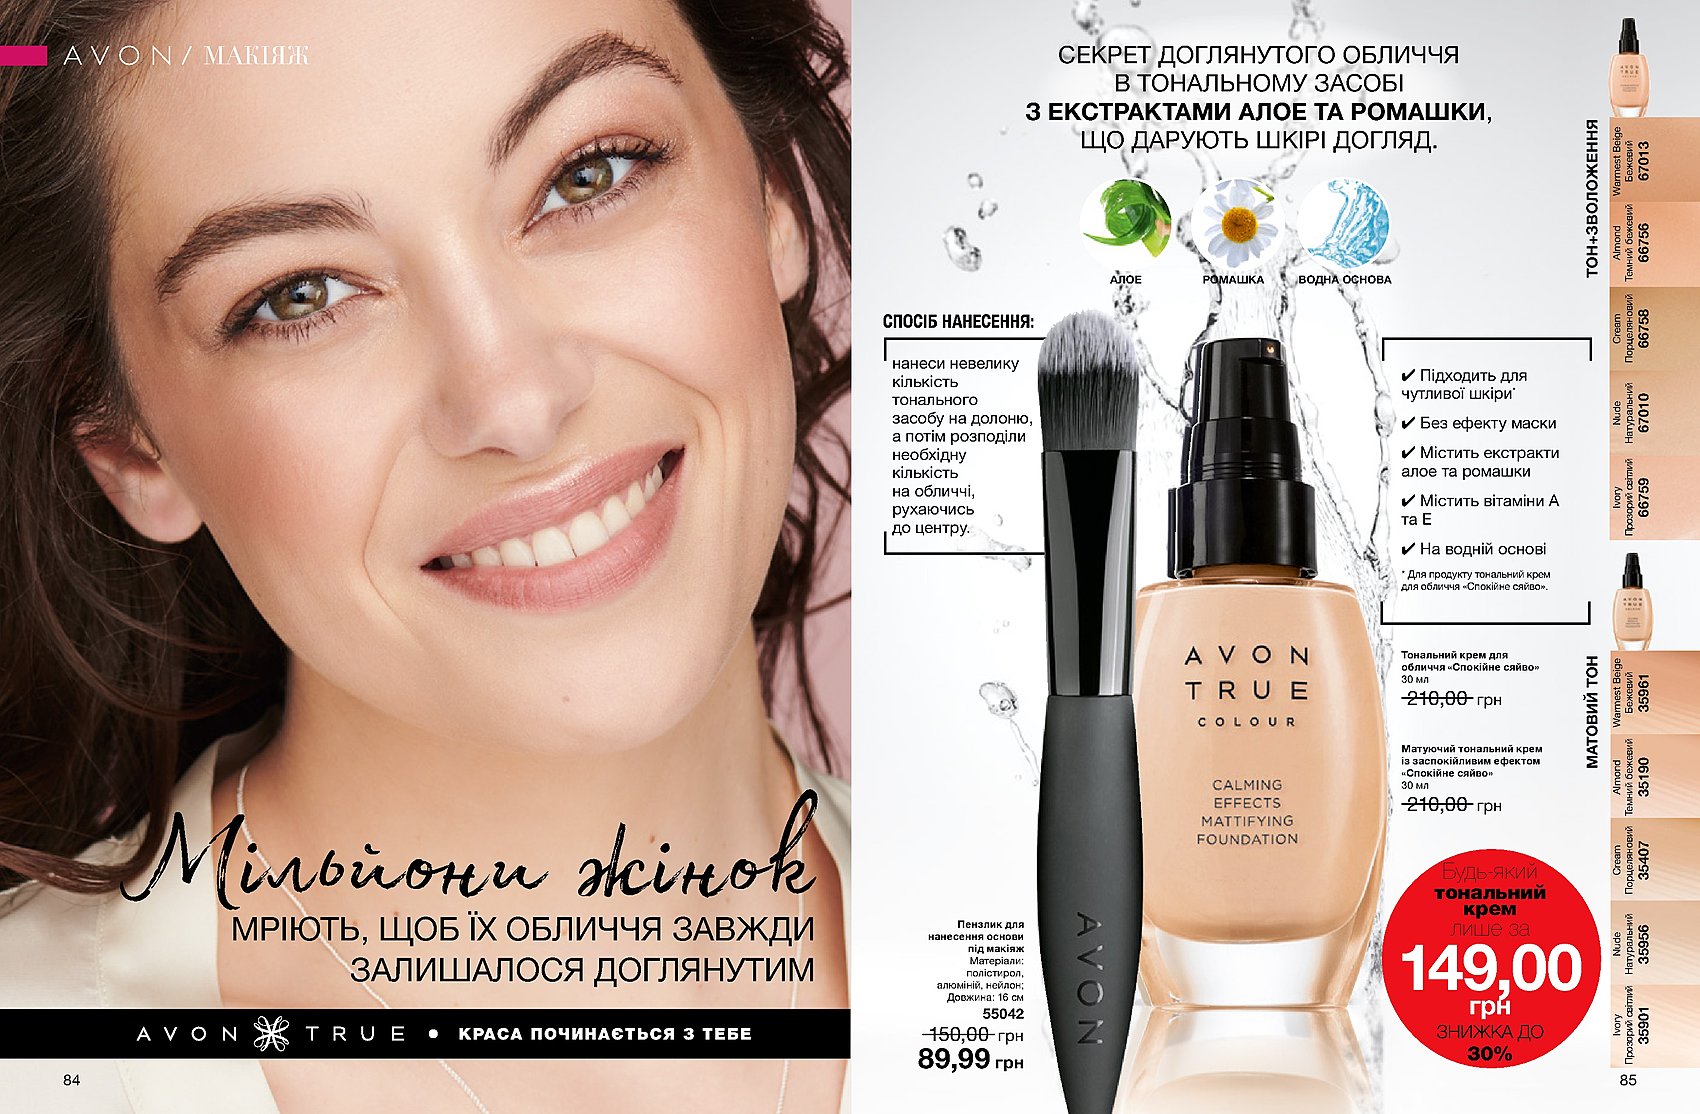 AVON / МАКІЯЖ
Мільйони жінок
МРІЮТЬ, ЩОБ ЇХ ОБЛИЧЧЯ ЗАВЖДИ
ЗАЛИШАЛОСЯ ДОГЛЯНУТИМ
AVON TRUE • КРАСА ПОЧИНАЄТЬСЯ З ТЕБЕ
84
СЕКРЕТ ДОГЛЯНУТОГО ОБЛИЧЧЯ
В ТОНАЛЬНОМУ ЗАСОБІ
З ЕКСТРАКТАМИ АЛОЕ ТА РОМАШКИ,
ЩО ДАРУЮТЬ ШКІРІ ДОГЛЯД.
АЛОЕ
РОМАШКА
ВОДНА ОСНОВА
СПОСІБ НАНЕСЕННЯ:
нанеси невелику
кількість
тонального
засобу на долоню,
а потім розподіли
необхідну
кількість
на обличчі,
рухаючись
до центру.
✔ Підходить для
чутливої шкіри*
✔ Без ефекту маски
✔ Містить екстракти
алое та ромашки
✔ Містить вітаміни А
та Е
✔ На водній основі
* Для продукту тональний крем
для обличчя «Спокійне сяйво».
AVON
TRUE
COLOUR
CALMING
EFFECTS
MATTIFYING
FOUNDATION
AVON
Тональний крем для
обличчя «Спокійне сяйво»
30 мл
210,00 грн
Матуючий тональний крем
із заспокійливим ефектом
«Спокійне сяйво»
30 мл
210,00 грн
Будь-який
тональний
крем
лише за
149,00
грн
ЗНИЖКА ДО
30%
Пензлик для
нанесення основи
під макіяж
Матеріали:
полістирол,
алюміній, нейлон;
Довжина: 16 см
55042
150,00 грн
89,99 грн
AVON
TRUE
ТОН+ЗВОЛОЖЕННЯ
Warmest Beige
Бежевий
67013
Almond
Темний бежевий
66756
Cream
Порцеляновий
66758
Nude
Натуральний
67010
Ivory
Прозорий світлий
66759
AVON
TRUE
МАТОВИЙ ТОН
Warmest Beige
Бежевий
35961
Almond
Темний бежевий
35190
Cream
Порцеляновий
35407
Nude
Натуральний
35956
Ivory
Прозорий світлий
35901
85